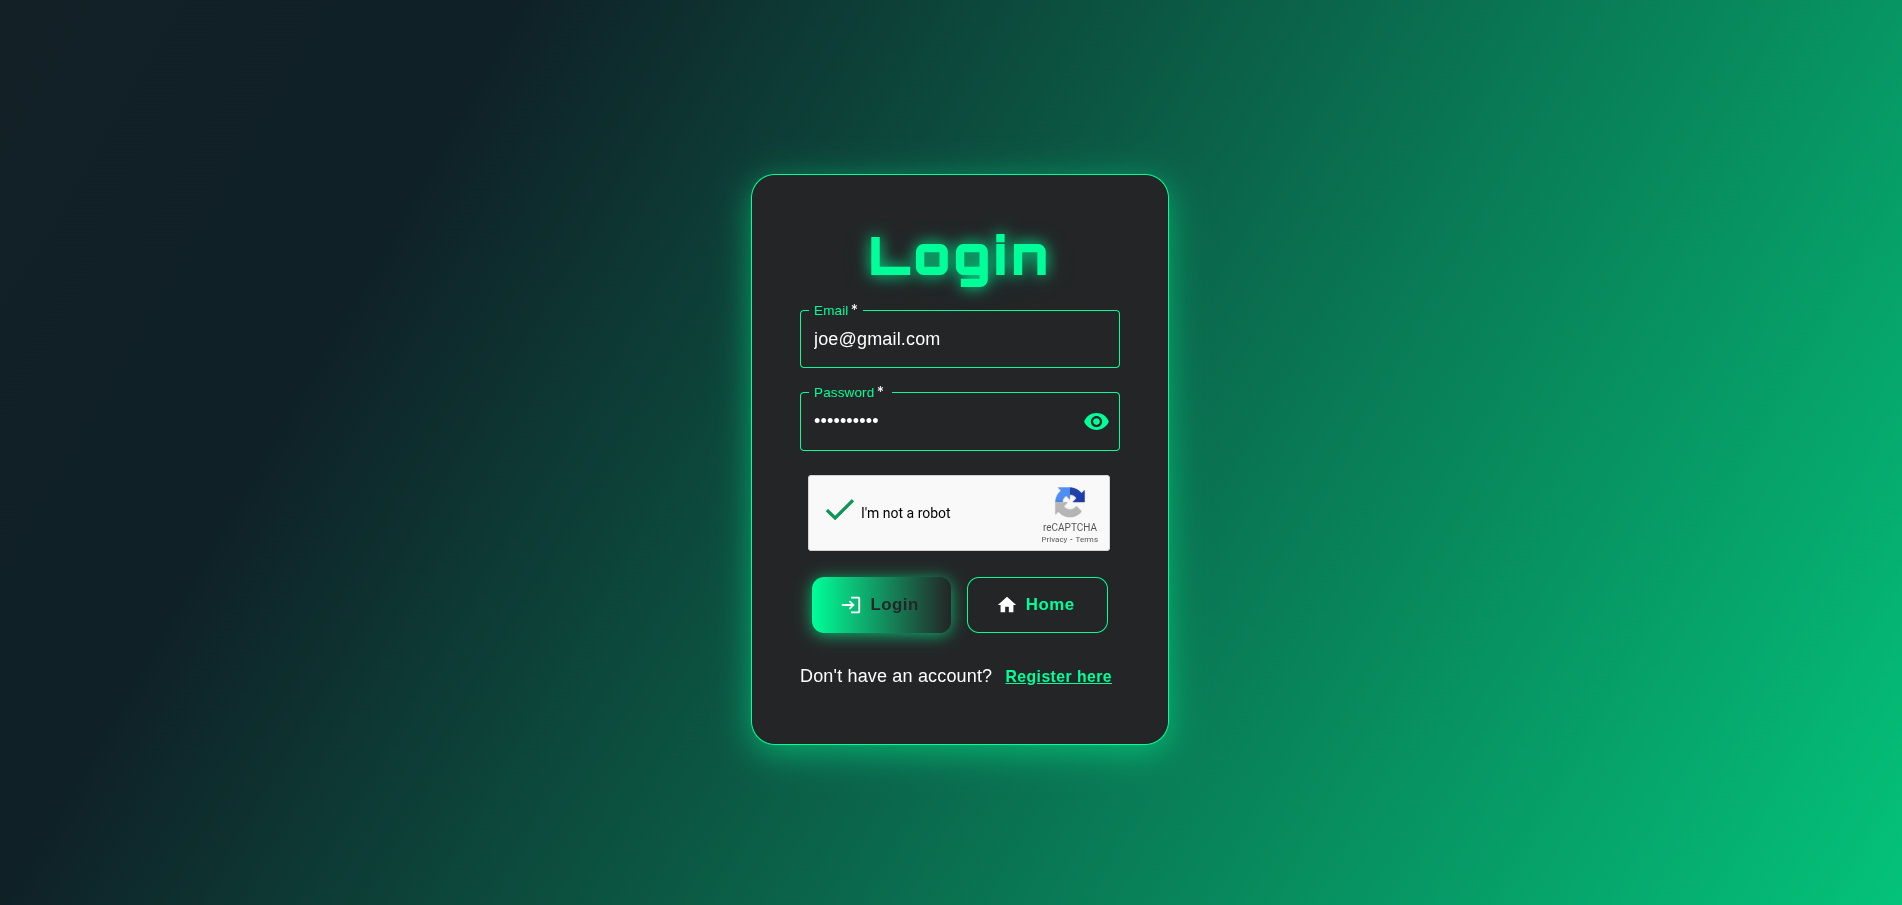 Login
Email *
joe@gmail.com
Password *
••••••••••
I'm not a robot
reCAPTCHA
Privacy - Terms
Login
Home
Don't have an account? Register here